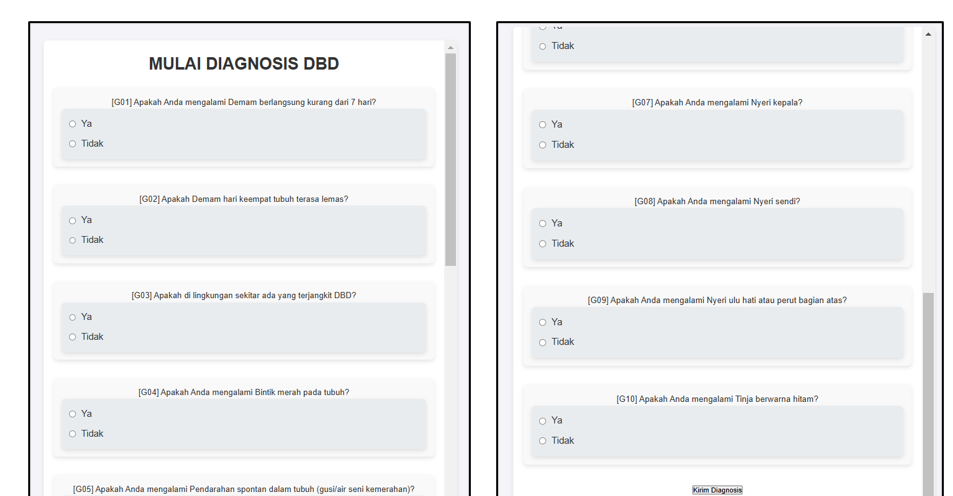 MULAI DIAGNOSIS DBD
[G01] Apakah Anda mengalami Demam berlangsung kurang dari 7 hari?
Ya
Tidak
[G02] Apakah Demam hari keempat tubuh terasa lemas?
Ya
Tidak
[G03] Apakah di lingkungan sekitar ada yang terjangkit DBD?
Ya
Tidak
[G04] Apakah Anda mengalami Bintik merah pada tubuh?
Ya
Tidak
[G05] Apakah Anda mengalami Pendarahan spontan dalam tubuh (gusi/air seni kemerahan)?
Tidak
[G07] Apakah Anda mengalami Nyeri kepala?
Ya
Tidak
[G08] Apakah Anda mengalami Nyeri sendi?
Ya
Tidak
[G09] Apakah Anda mengalami Nyeri ulu hati atau perut bagian atas?
Ya
Tidak
[G10] Apakah Anda mengalami Tinja berwarna hitam?
Ya
Tidak
Kirim Diagnosis